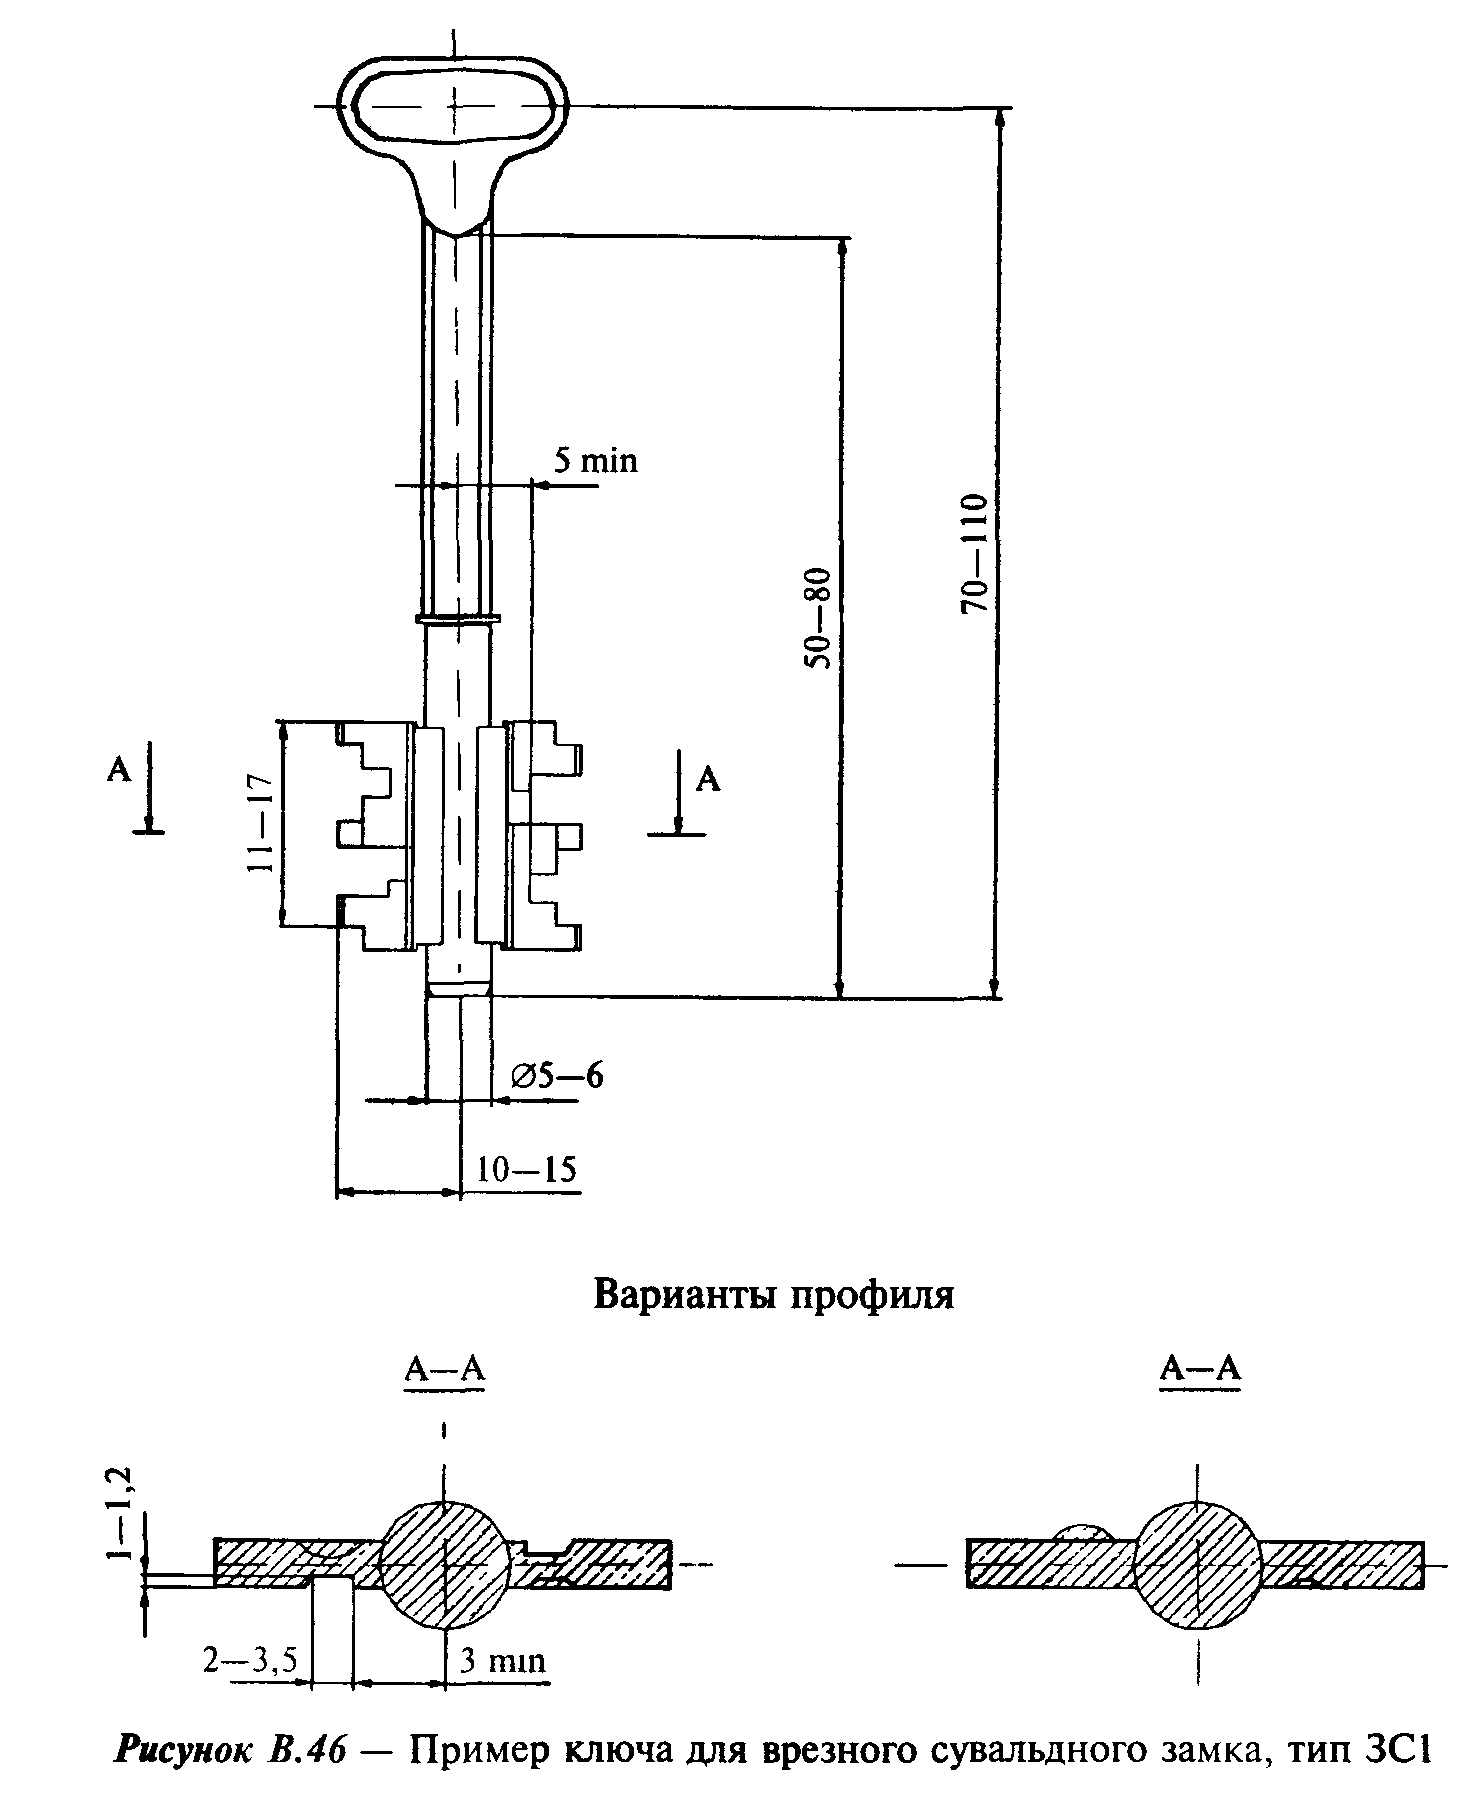 5 min
70—110
50—80
А
А
11—17
∅5—6
10—15
Варианты профиля
А—А
А—А
1—1,2
2—3,5
3 min
Рисунок В.46 — Пример ключа для врезного сувальдного замка, тип ЗС1